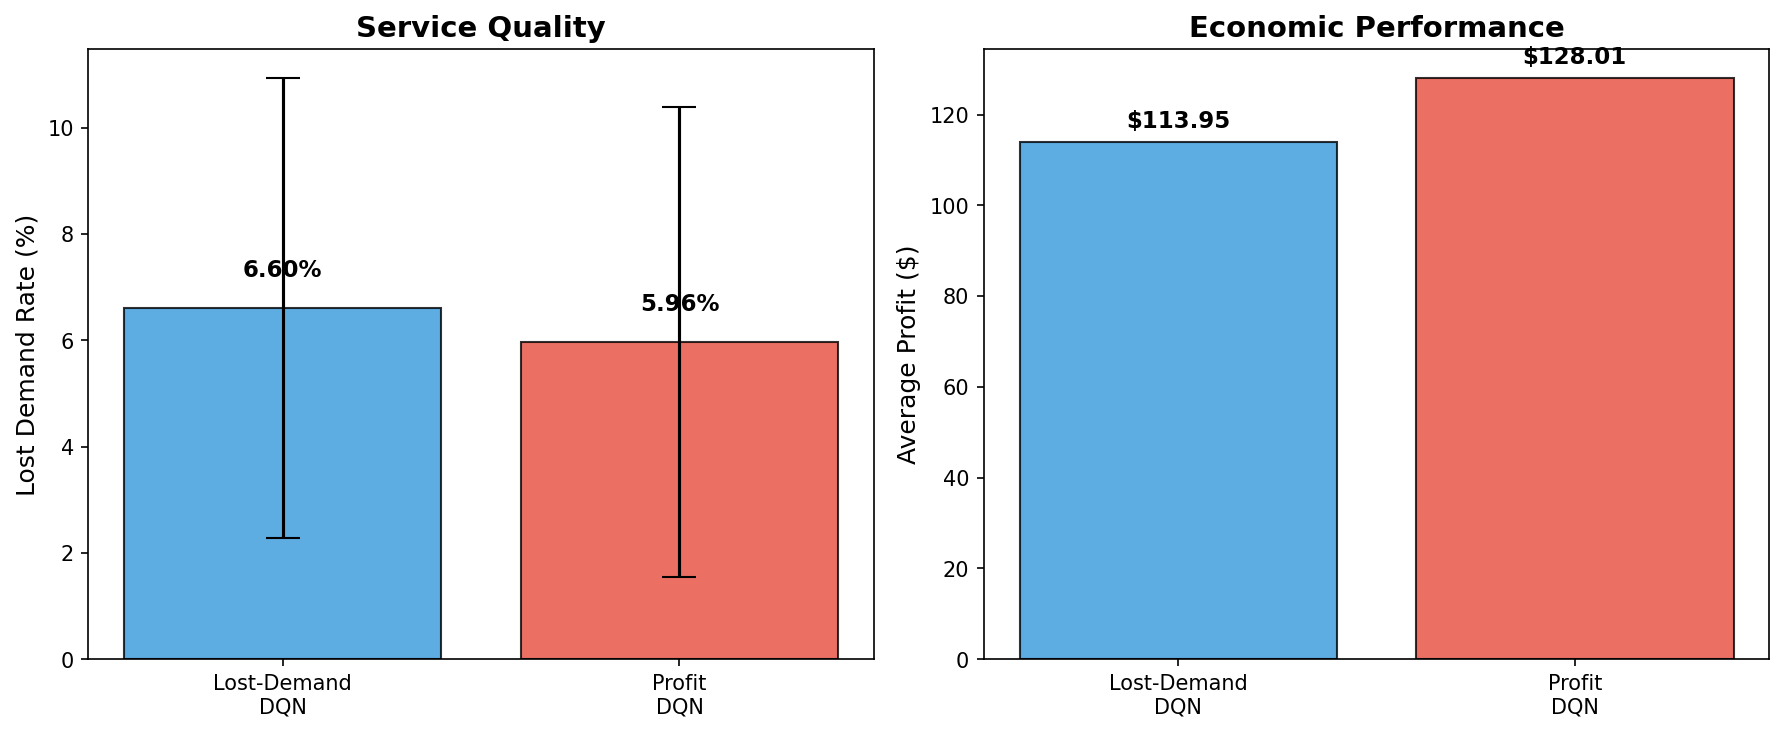 Service Quality
Lost Demand Rate (%)
10
8
6
4
2
0
6.60%
5.96%
Lost-Demand
DQN
Profit
DQN
Economic Performance
Average Profit ($)
120
100
80
60
40
20
0
$113.95
$128.01
Lost-Demand
DQN
Profit
DQN